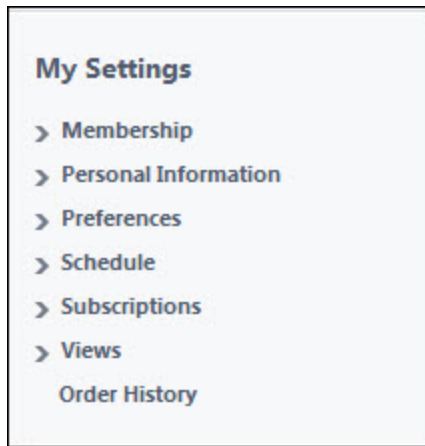 My Settings
Membership
Personal Information
Preferences
Schedule
Subscriptions
Views
Order History